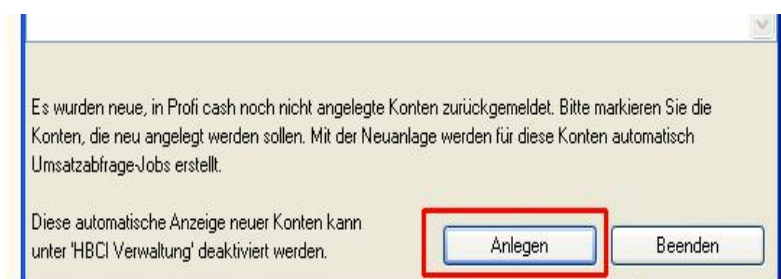 Es wurden neue, in Profi cash noch nicht angelegte Konten zurückgemeldet. Bitte markieren Sie die
Konten, die neu angelegt werden sollen. Mit der Neuanlage werden für diese Konten automatisch
Umsatzabfrage-Jobs erstellt.
Diese automatische Anzeige neuer Konten kann
unter 'HBCI Verwaltung' deaktiviert werden.
Anlegen
Beenden